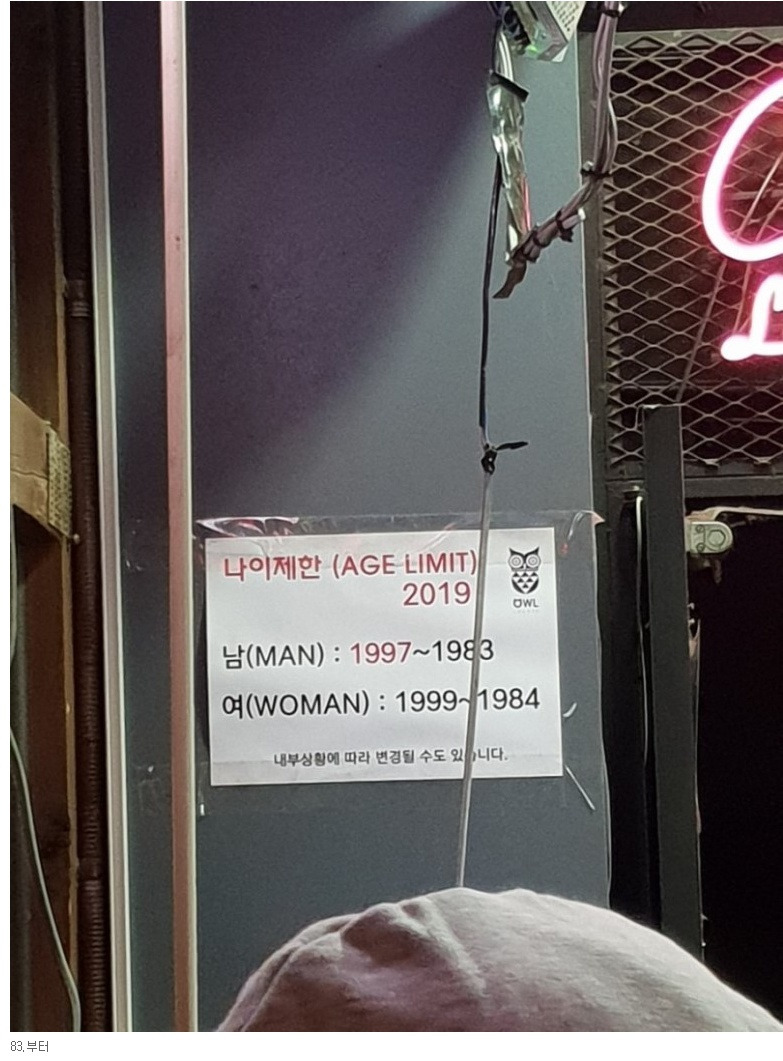 나이제한 (AGE LIMIT)
2019
OWL
남(MAN) : 1997~1983
여(WOMAN) : 1999~1984
내부상황에 따라 변경될 수도 있습니다.
83.부터